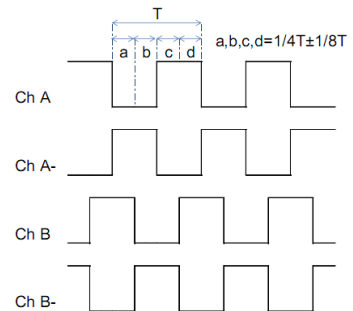 T
a b c d
a,b,c,d=1/4T±1/8T
Ch A
Ch A-
Ch B
Ch B-